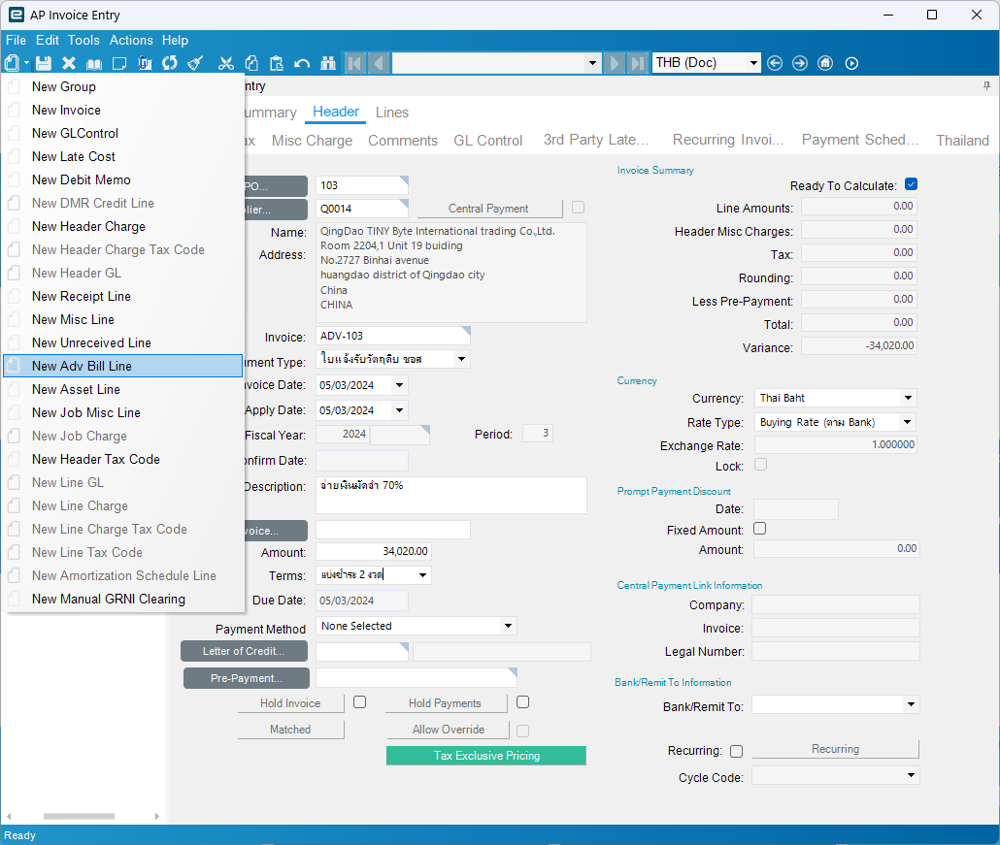 AP Invoice Entry
File Edit Tools Actions Help
THB (Doc)
ntry
ummary Header Lines
ax Misc Charge Comments GL Control 3rd Party Late... Recurring Invoi... Payment Sched... Thailand
New Group
New Invoice
New GLControl
New Late Cost
New Debit Memo
New DMR Credit Line
New Header Charge
New Header Charge Tax Code
New Header GL
New Receipt Line
New Misc Line
New Unreceived Line
New Adv Bill Line
New Asset Line
New Job Misc Line
New Job Charge
New Header Tax Code
New Line GL
New Line Charge
New Line Charge Tax Code
New Line Tax Code
New Amortization Schedule Line
New Manual GRNI Clearing
PO... 103
lier... Q0014 Central Payment
Name: QingDao TINY Byte International trading Co.,Ltd.
Address: Room 2204,1 Unit 19 buiding
No.2727 Binhai avenue
huangdao district of Qingdao city
China
CHINA
Invoice: ADV-103
ment Type: ใบแจ้งรับวัตถุดิบ ซอส
voice Date: 05/03/2024
Apply Date: 05/03/2024
Fiscal Year: 2024 Period: 3
onfirm Date:
Description: จ่ายเงินมัดจำ 70%
voice...
Amount: 34,020.00
Terms: แบ่งชำระ 2 งวด
Due Date: 05/03/2024
Payment Method None Selected
Letter of Credit...
Pre-Payment...
Hold Invoice Hold Payments
Matched Allow Override
Tax Exclusive Pricing
Invoice Summary
Ready To Calculate:
Line Amounts: 0.00
Header Misc Charges: 0.00
Tax: 0.00
Rounding: 0.00
Less Pre-Payment: 0.00
Total: 0.00
Variance: -34,020.00
Currency
Currency: Thai Baht
Rate Type: Buying Rate (ตาม Bank)
Exchange Rate: 1.000000
Lock:
Prompt Payment Discount
Date:
Fixed Amount:
Amount: 0.00
Central Payment Link Information
Company:
Invoice:
Legal Number:
Bank/Remit To Information
Bank/Remit To:
Recurring: Recurring
Cycle Code:
Ready